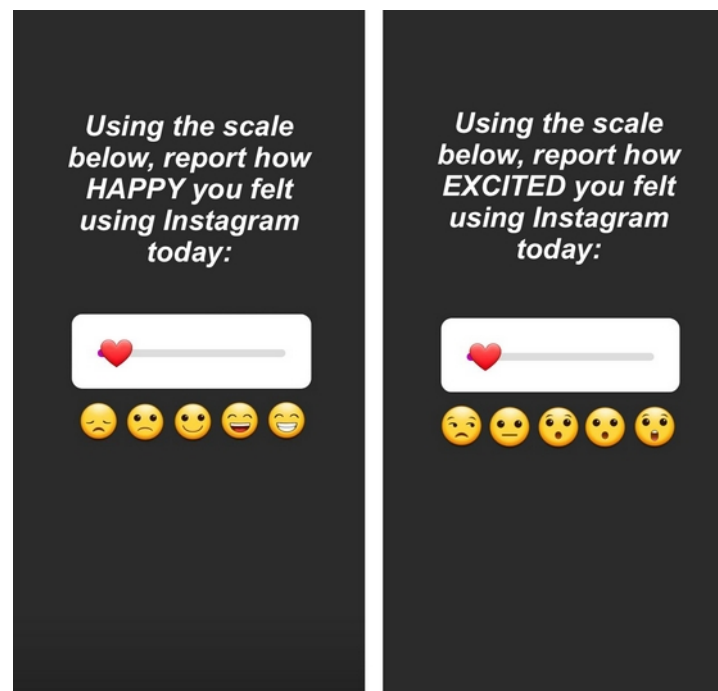 Using the scale
below, report how
HAPPY you felt
using Instagram
today:
Using the scale
below, report how
EXCITED you felt
using Instagram
today: